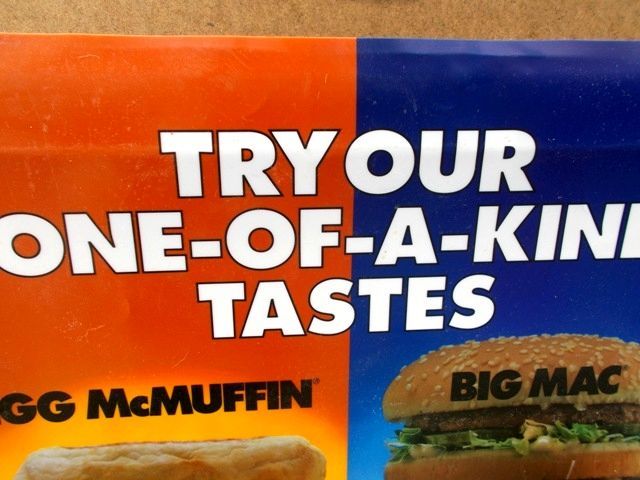 TRY OUR
ONE-OF-A-KIN
TASTES
GG McMUFFIN®
BIG MAC